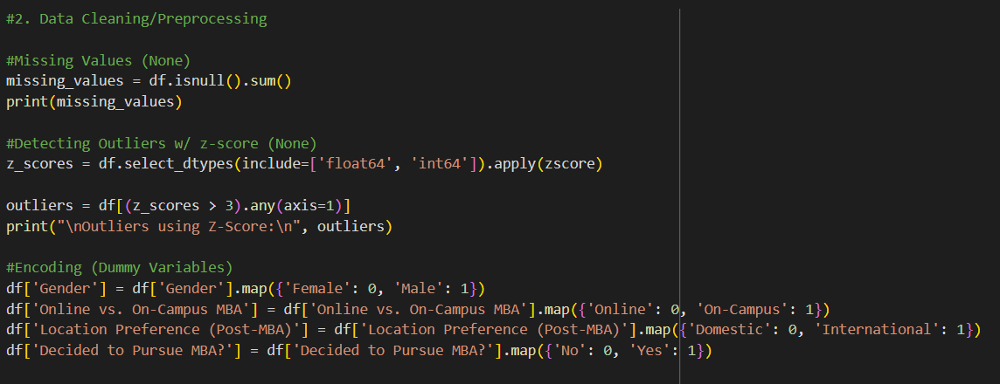 #2. Data Cleaning/Preprocessing
#Missing Values (None)
missing_values = df.isnull().sum()
print(missing_values)
#Detecting Outliers w/ z-score (None)
z_scores = df.select_dtypes(include=['float64', 'int64']).apply(zscore)
outliers = df[(z_scores > 3).any(axis=1)]
print("\nOutliers using Z-Score:\n", outliers)
#Encoding (Dummy Variables)
df['Gender'] = df['Gender'].map({'Female': 0, 'Male': 1})
df['Online vs. On-Campus MBA'] = df['Online vs. On-Campus MBA'].map({'Online': 0, 'On-Campus': 1})
df['Location Preference (Post-MBA)'] = df['Location Preference (Post-MBA)'].map({'Domestic': 0, 'International': 1})
df['Decided to Pursue MBA?'] = df['Decided to Pursue MBA?'].map({'No': 0, 'Yes': 1})